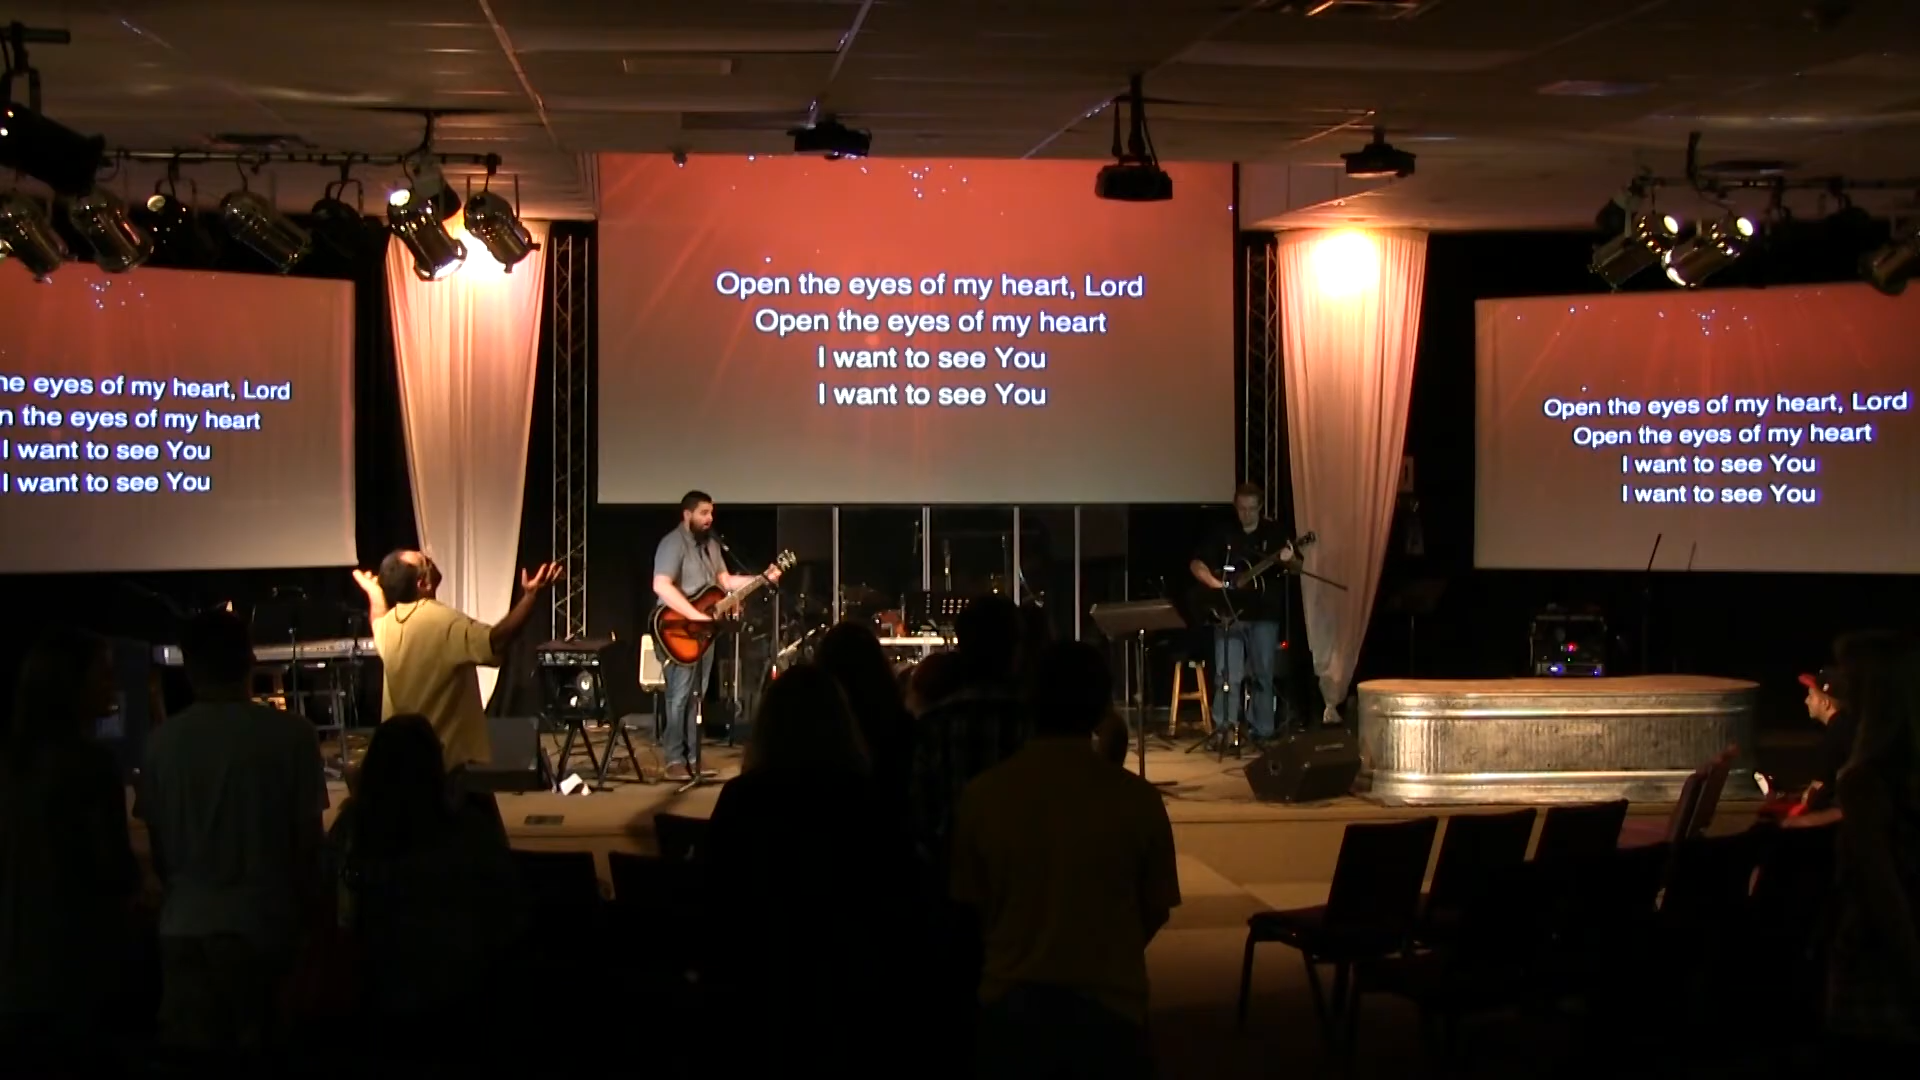 Open the eyes of my heart, Lord
Open the eyes of my heart
I want to see You
I want to see You
he eyes of my heart, Lord
n the eyes of my heart
I want to see You
I want to see You
Open the eyes of my heart, Lord
Open the eyes of my heart
I want to see You
I want to see You